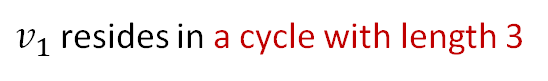 v₁ resides in a cycle with length 3